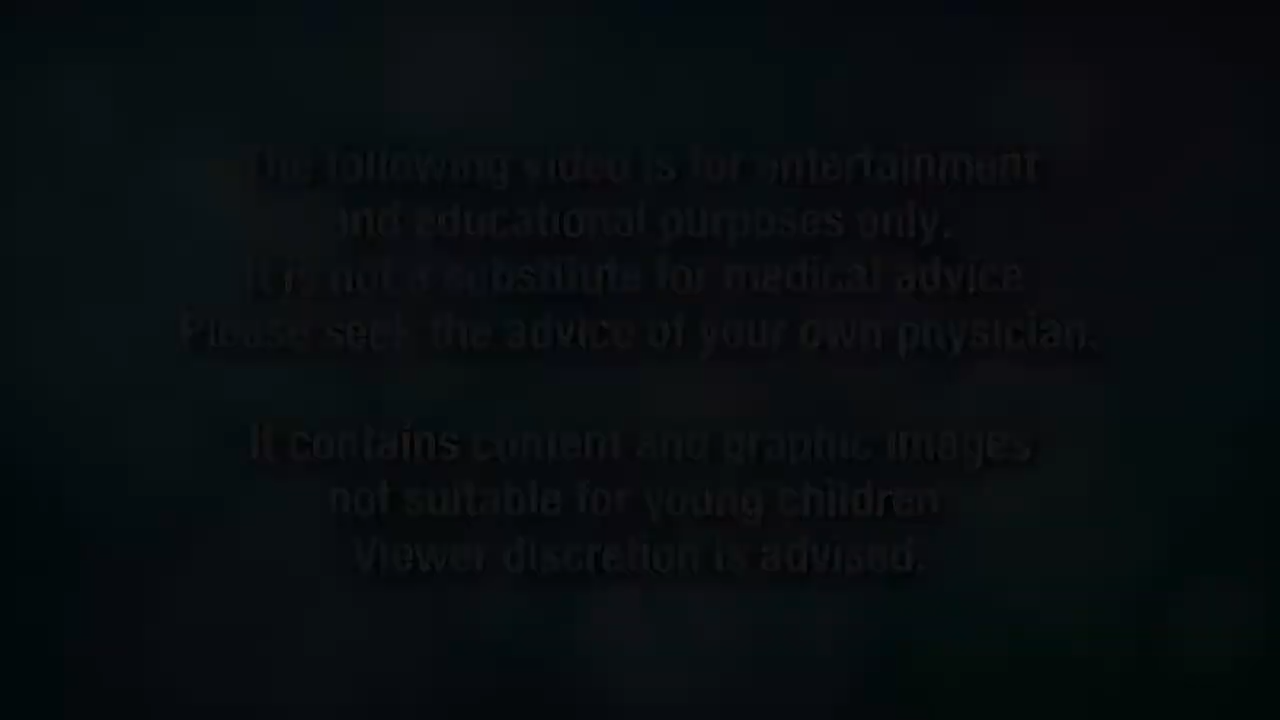 The following video is for entertainment
and educational purposes only.
It is not a substitute for medical advice
Please seek the advice of your own physician.
It contains content and graphic images
not suitable for young children
Viewer discretion is advised.